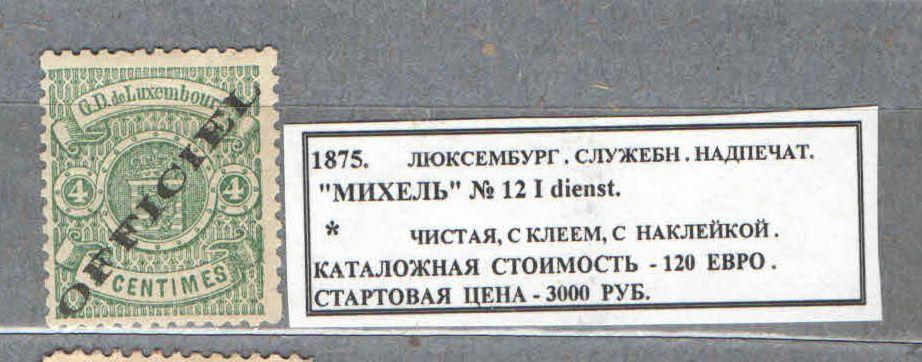 G.D. de Luxembourg
OFFICIEL
4 4
CENTIMES
1875. ЛЮКСЕМБУРГ . СЛУЖЕБН . НАДПЕЧАТ.
"МИХЕЛЬ" № 12 I dienst.
* ЧИСТАЯ, С КЛЕЕМ, С НАКЛЕЙКОЙ .
КАТАЛОЖНАЯ СТОИМОСТЬ - 120 ЕВРО .
СТАРТОВАЯ ЦЕНА - 3000 РУБ.